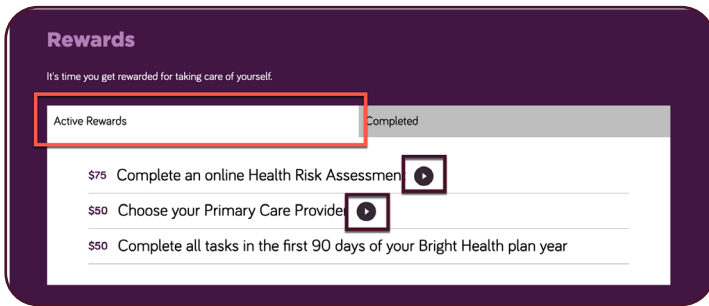 Rewards
It's time you get rewarded for taking care of yourself.
Active Rewards
Completed
$75 Complete an online Health Risk Assessment
$50 Choose your Primary Care Provider
$50 Complete all tasks in the first 90 days of your Bright Health plan year